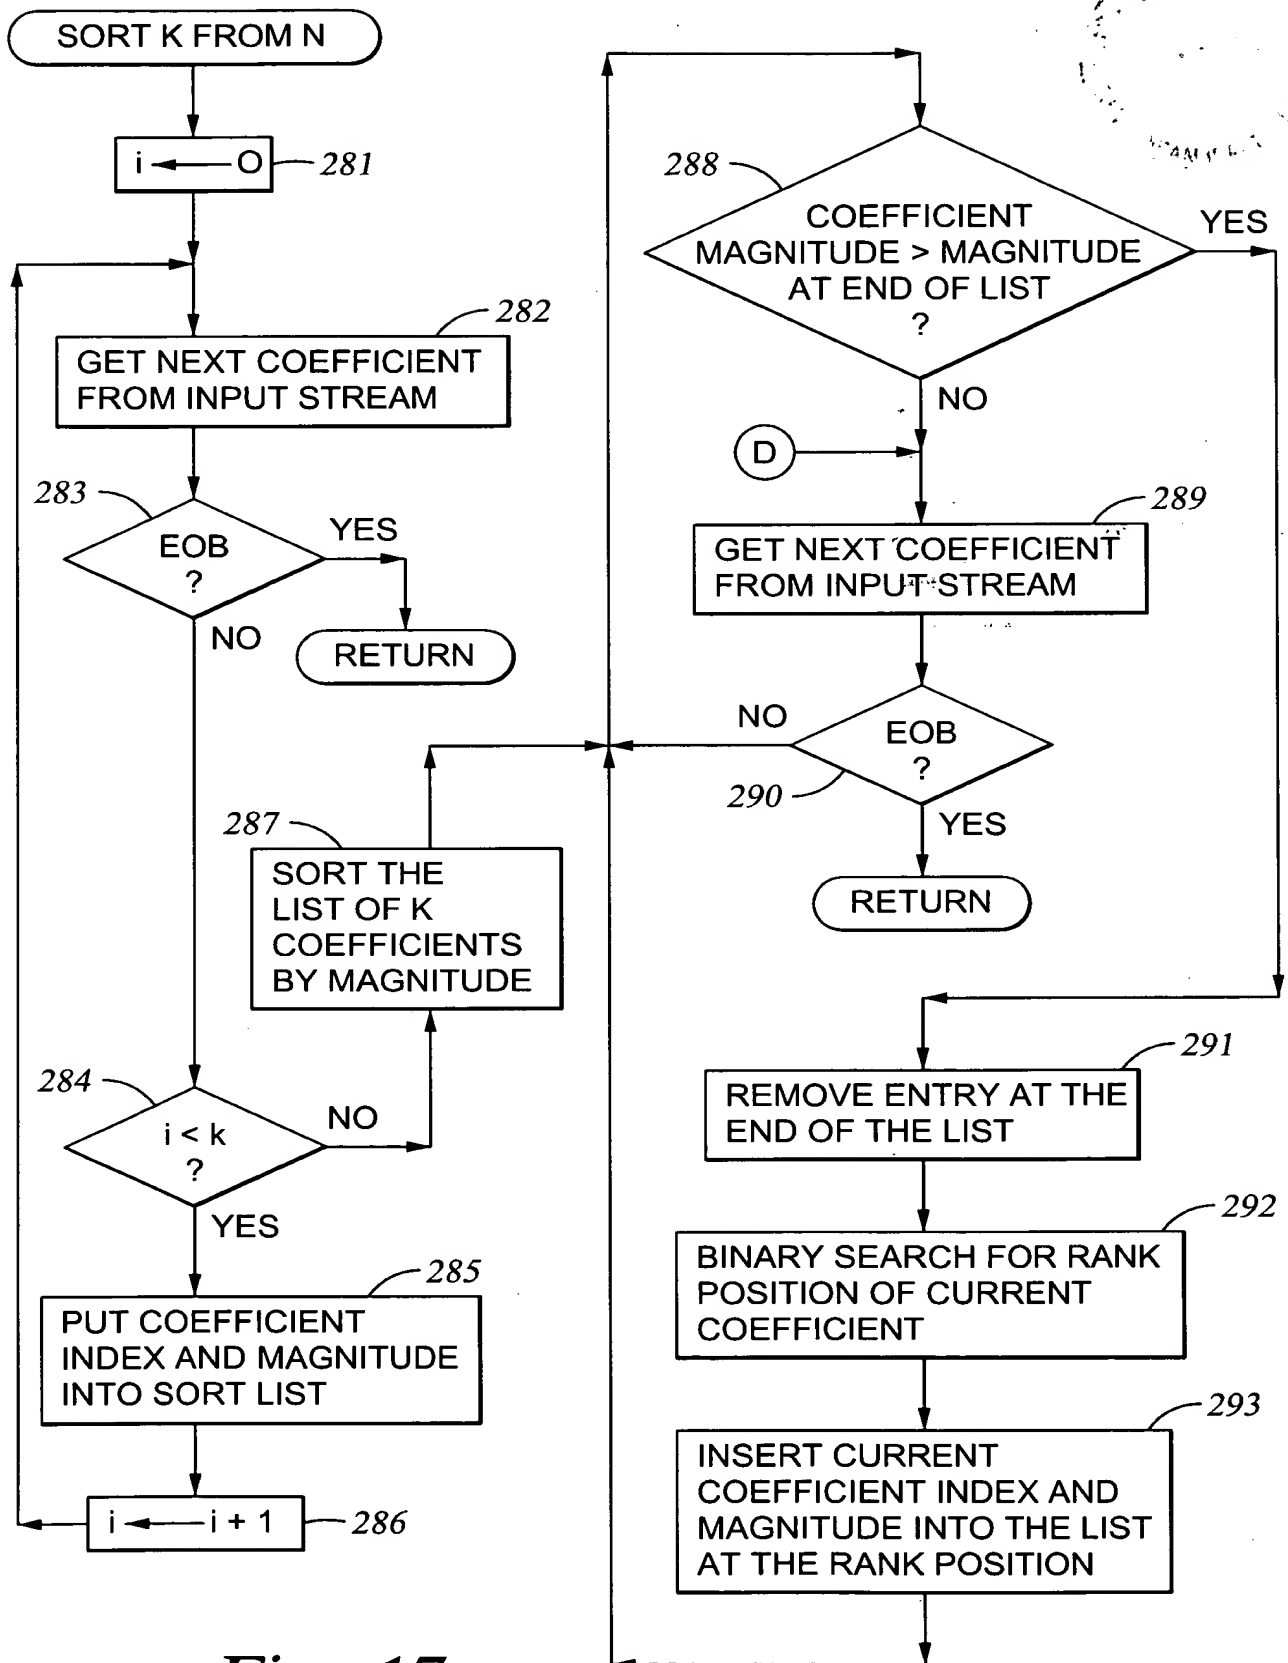 SORT K FROM N
i ← O
281
GET NEXT COEFFICIENT
FROM INPUT STREAM
282
EOB
?
283
YES
RETURN
NO
i < k
?
284
NO
SORT THE
LIST OF K
COEFFICIENTS
BY MAGNITUDE
287
YES
PUT COEFFICIENT
INDEX AND MAGNITUDE
INTO SORT LIST
285
i ← i + 1
286
288
COEFFICIENT
MAGNITUDE > MAGNITUDE
AT END OF LIST
?
YES
NO
D
289
GET NEXT COEFFICIENT
FROM INPUT STREAM
NO
EOB
?
290
YES
RETURN
291
REMOVE ENTRY AT THE
END OF THE LIST
292
BINARY SEARCH FOR RANK
POSITION OF CURRENT
COEFFICIENT
293
INSERT CURRENT
COEFFICIENT INDEX AND
MAGNITUDE INTO THE LIST
AT THE RANK POSITION